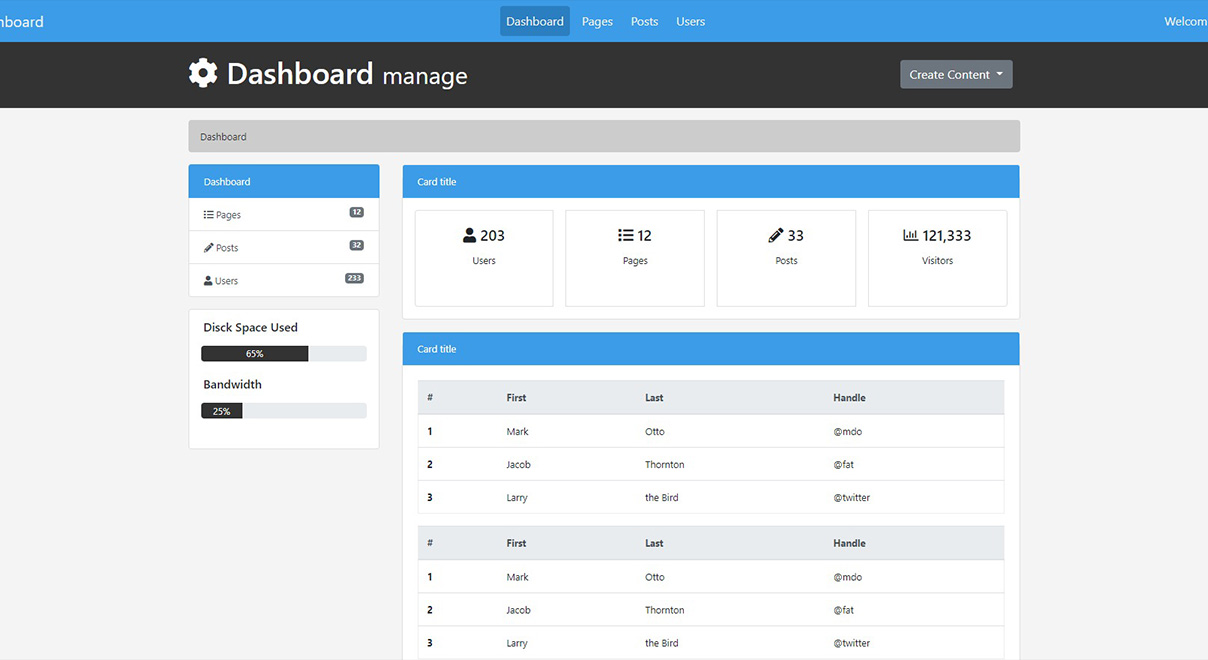 nboard Dashboard Pages Posts Users Welcom
Dashboard manage Create Content
Dashboard
Dashboard
Pages 12
Posts 32
Users 233
Disck Space Used
65%
Bandwidth
25%
Card title
203 12 33 121,333
Users Pages Posts Visitors
Card title
# First Last Handle
1 Mark Otto @mdo
2 Jacob Thornton @fat
3 Larry the Bird @twitter
# First Last Handle
1 Mark Otto @mdo
2 Jacob Thornton @fat
3 Larry the Bird @twitter